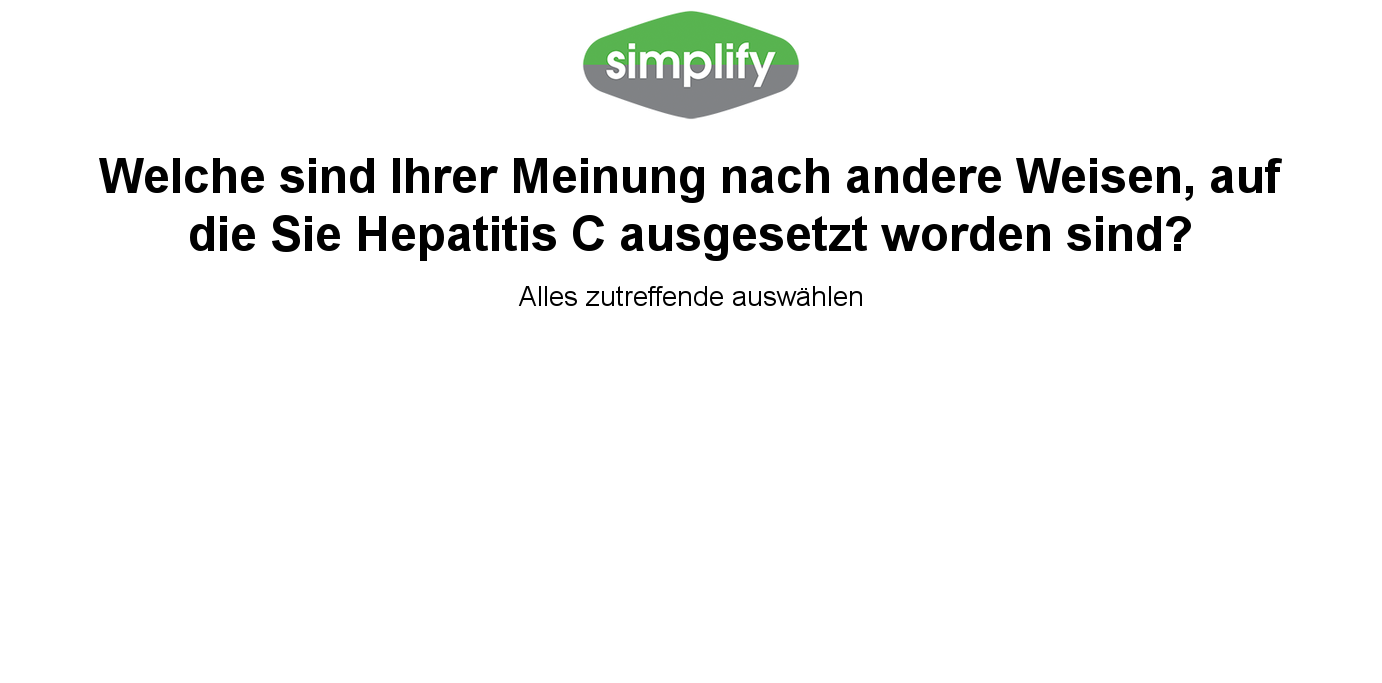 simplify
Welche sind Ihrer Meinung nach andere Weisen, auf
die Sie Hepatitis C ausgesetzt worden sind?
Alles zutreffende auswählen